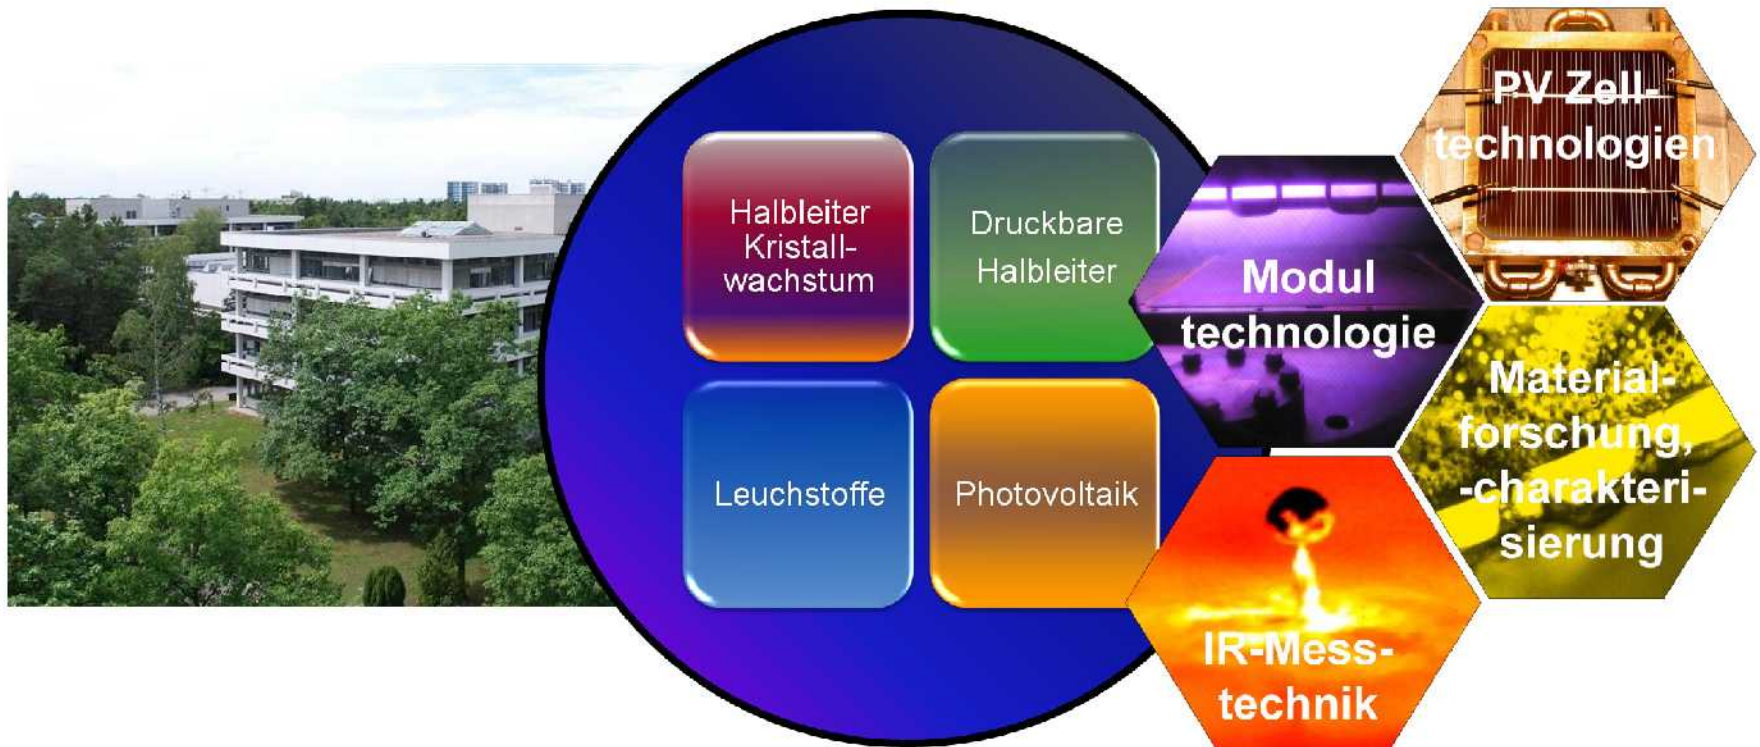 Halbleiter
Kristall-
wachstum
Druckbare
Halbleiter
Leuchstoffe
Photovoltaik
PV Zell-
technologien
Modul
technologie
Material-
forschung,
-charakteri-
sierung
IR-Mess-
technik